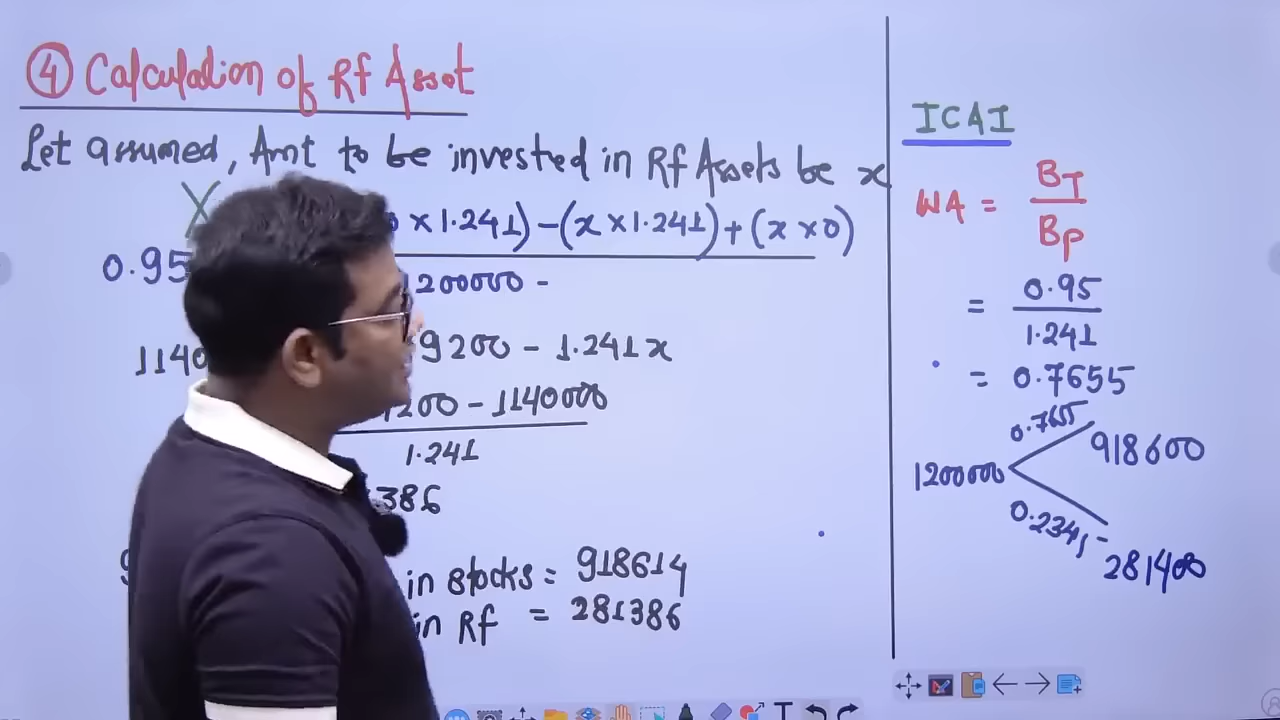 ④ Calculation of Rf Asset
Let assumed, Amt to be invested in Rf Assets be x
× 1.241) - (x × 1.241) + (x × 0)
0.95
1200000 -
1140
9200 - 1.241x
200 - 1140000
1.241
386
in stocks = 918614
in Rf = 281386
ICAI
WA = BI
Bp
= 0.95
1.241
= 0.7655
0.7655
918600
1200000
0.2345
281400